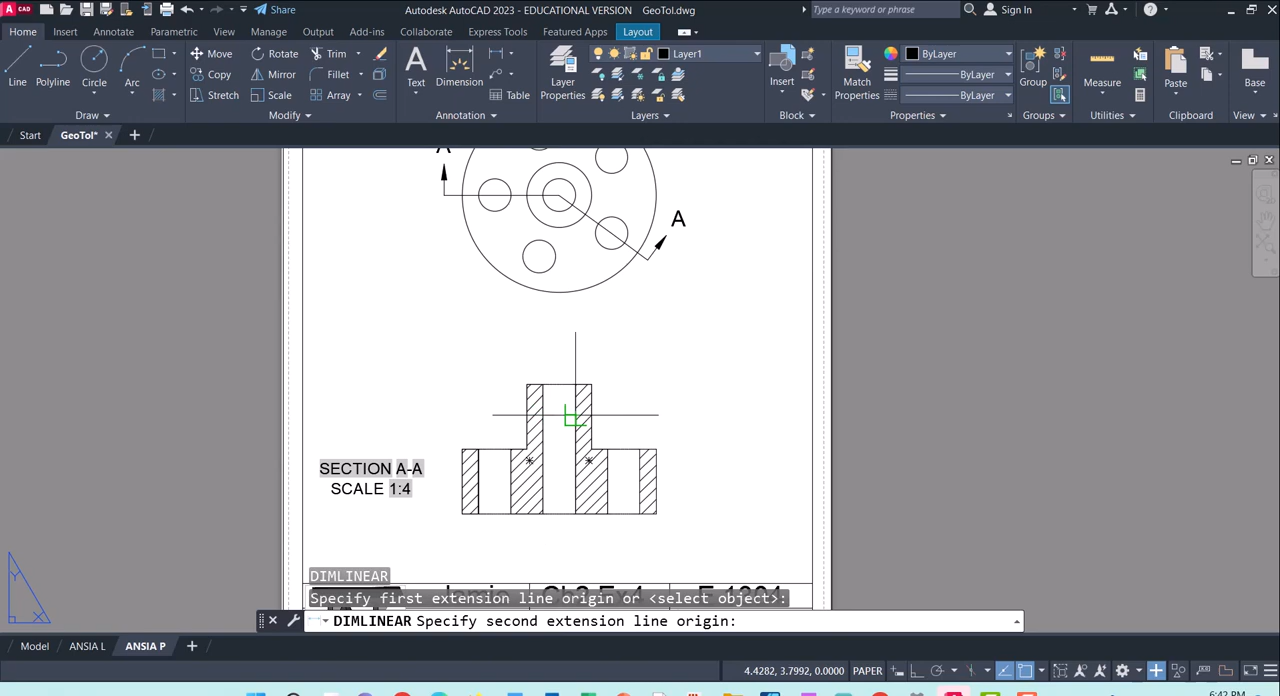 Share
Autodesk AutoCAD 2023 - EDUCATIONAL VERSION GeoTol.dwg
Type a keyword or phrase
Sign In
Home Insert Annotate Parametric View Manage Output Add-ins Collaborate Express Tools Featured Apps Layout
Line Polyline Circle Arc
Move Rotate Trim
Copy Mirror Fillet
Stretch Scale Array
Text Dimension Table
Layer Properties
Layer1
Insert
Match Properties
ByLayer
ByLayer
ByLayer
Group
Measure
Paste
Base
Draw Modify Annotation Layers Block Properties Groups Utilities Clipboard View
Start GeoTol*
A
A
SECTION A-A
SCALE 1:4
DIMLINEAR
Specify first extension line origin or <select object>:
DIMLINEAR Specify second extension line origin:
Model ANSIA L ANSIA P
4.4282, 3.7992, 0.0000 PAPER
6:42 PM
X
Y